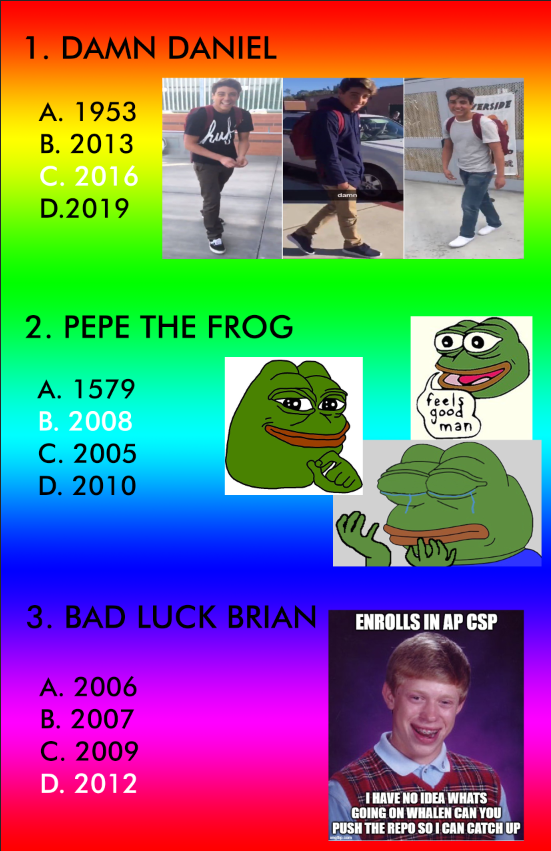 1. DAMN DANIEL
A. 1953
B. 2013
C. 2016
D.2019
damn
2. PEPE THE FROG
A. 1579
B. 2008
C. 2005
D. 2010
feels
good
man
3. BAD LUCK BRIAN
A. 2006
B. 2007
C. 2009
D. 2012
ENROLLS IN AP CSP
I HAVE NO IDEA WHATS
GOING ON WHALEN CAN YOU
PUSH THE REPO SO I CAN CATCH UP
imgflip.com